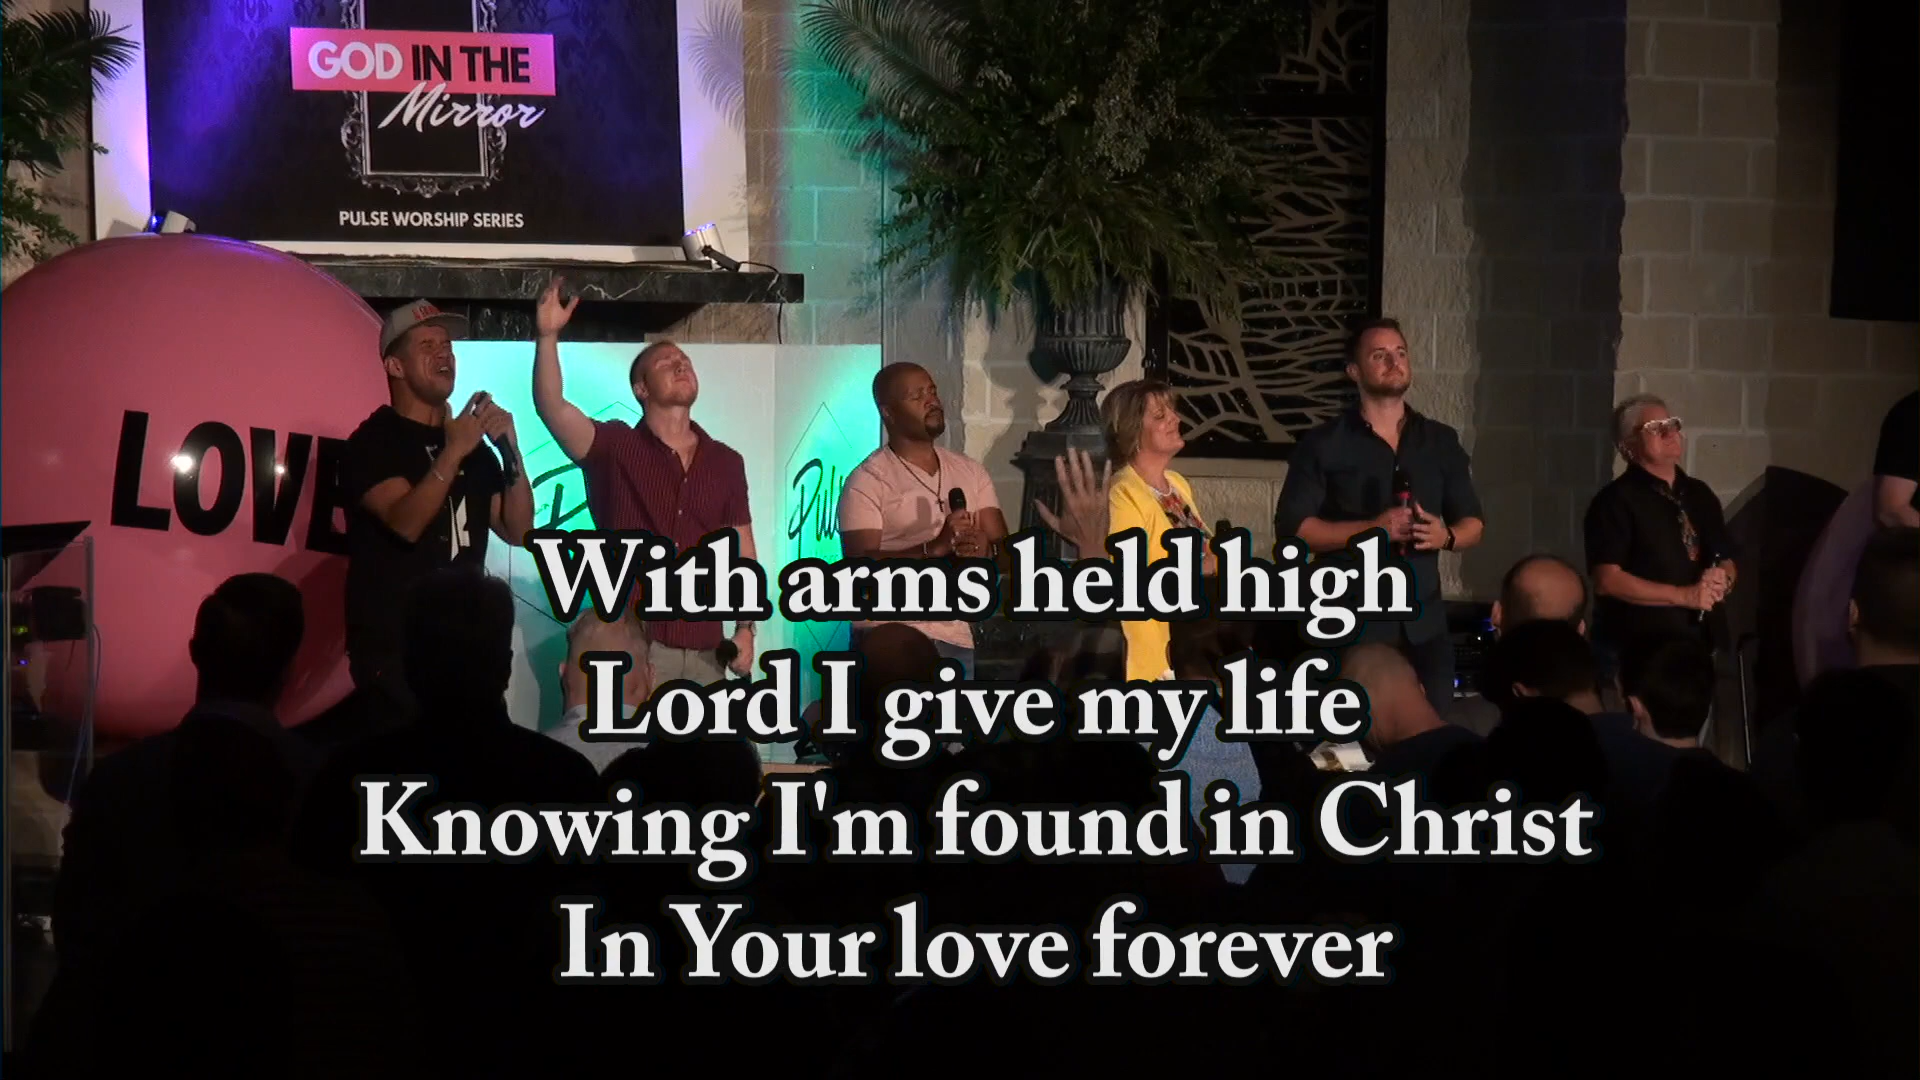 GOD IN THE
Mirror
PULSE WORSHIP SERIES
LOVE
Pulse
With arms held high
Lord I give my life
Knowing I'm found in Christ
In Your love forever